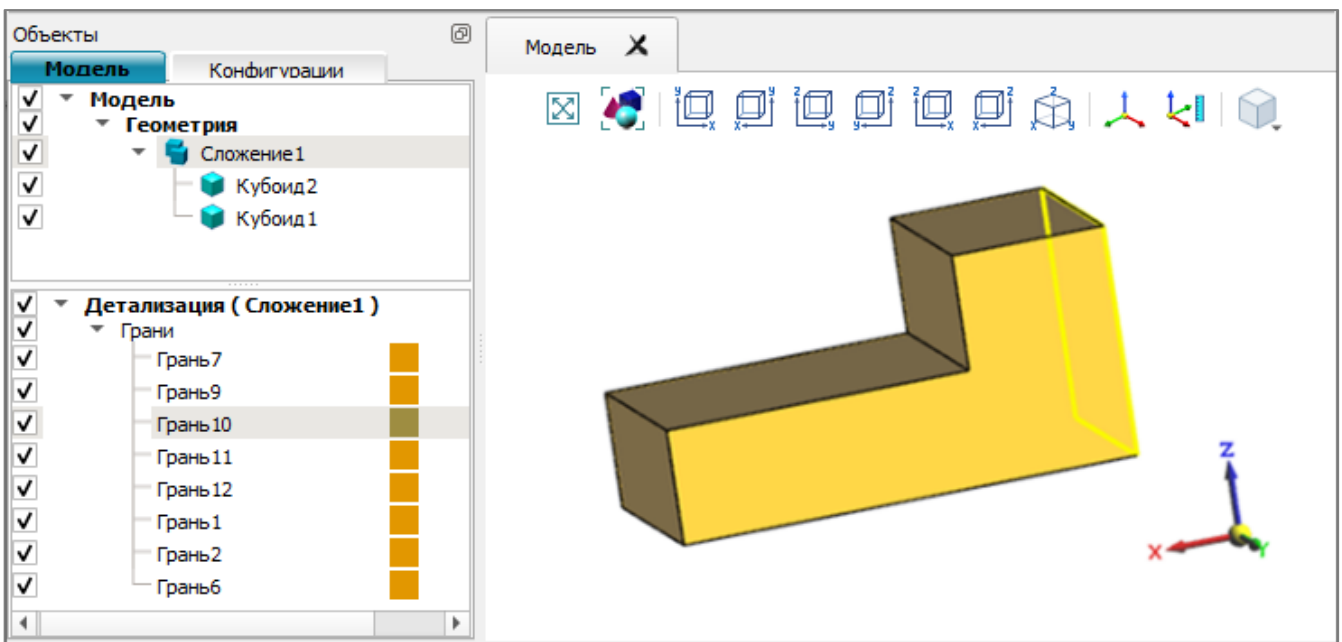 Объекты
Модель Конфигурации
Модель
Геометрия
Сложение1
Кубоид2
Кубоид1
Детализация ( Сложение1 )
Грани
Грань7
Грань9
Грань10
Грань11
Грань12
Грань1
Грань2
Грань6
Модель
y x y x z y z y z x z x z x y
Z
X Y